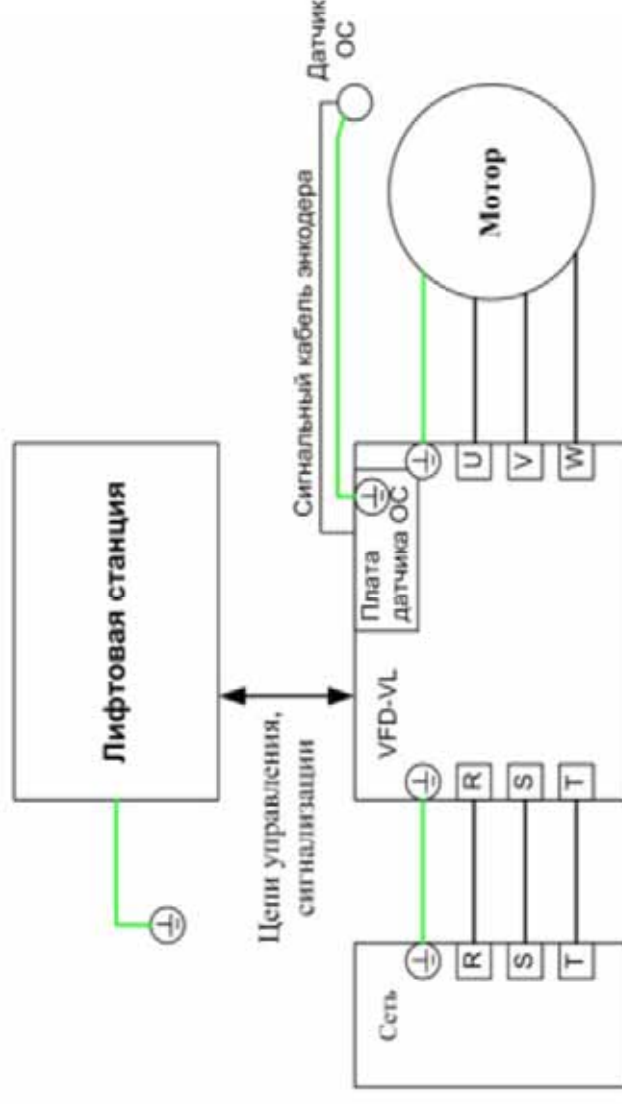 Лифтовая станция
Цепи управления,
сигнализации
Сигнальный кабель энкодера
Датчик
ОС
Сеть
R
S
T
VFD-VL
R
S
T
Плата
датчика ОС
U
V
W
Мотор